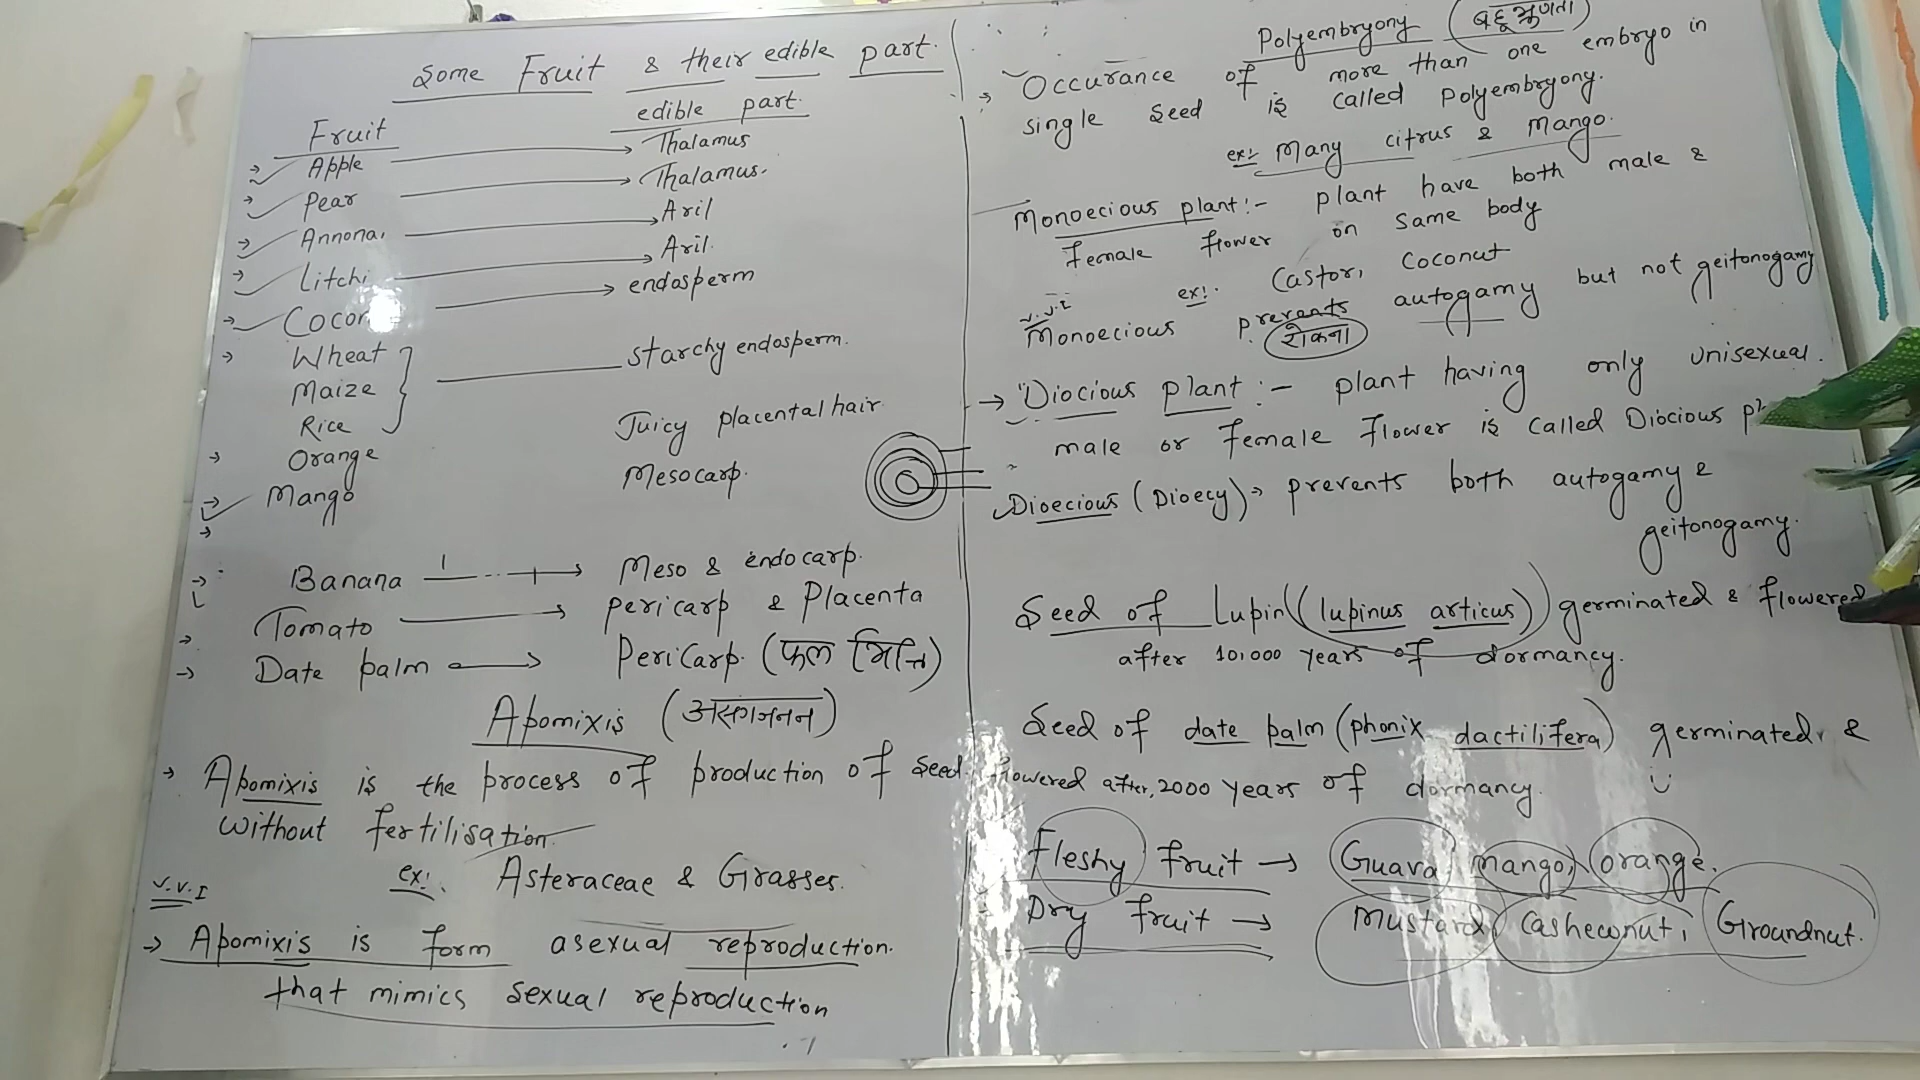 Some Fruit & their edible part.
Fruit edible part.
Apple Thalamus
Pear Thalamus.
Annona Aril
Litchi Aril.
Cocon endosperm
Wheat
Maize starchy endosperm.
Rice
Orange Juicy placental hair
Mango Mesocarp.
Banana Meso & endocarp.
Tomato pericarp & Placenta
Date palm Pericarp. (फल भित्ति)
Apomixis
→ Apomixis is the process of production of seed
without fertilisation
ex:. Asteraceae & Grasses.
V.V.I
→ Apomixis is form asexual reproduction.
that mimics sexual reproduction
Polyembryony (बहूभ्रूणता)
→ Occurance of more than one embryo in
single seed is called polyembryony.
ex:- Many citrus & Mango.
Monoecious plant:- plant have both male &
female flower on same body
ex:. Castor, Coconut
V.V.I
Monoecious prevents autogamy but not geitonogamy
(रोकना)
→ Diocious plant :- plant having only unisexual.
male or female flower is called Diocious
Dioecious (Dioecy)→ prevents both autogamy &
geitonogamy.
Seed of Lupin (lupinus articus) germinated & flowered
after 10,000 years of dormancy.
Seed of date palm (phonix dactilifera) germinated &
flowered after, 2000 years of dormancy.
Fleshy fruit → Guava, mango, orange.
Dry fruit → Mustard, Cashewnut, Groundnut.